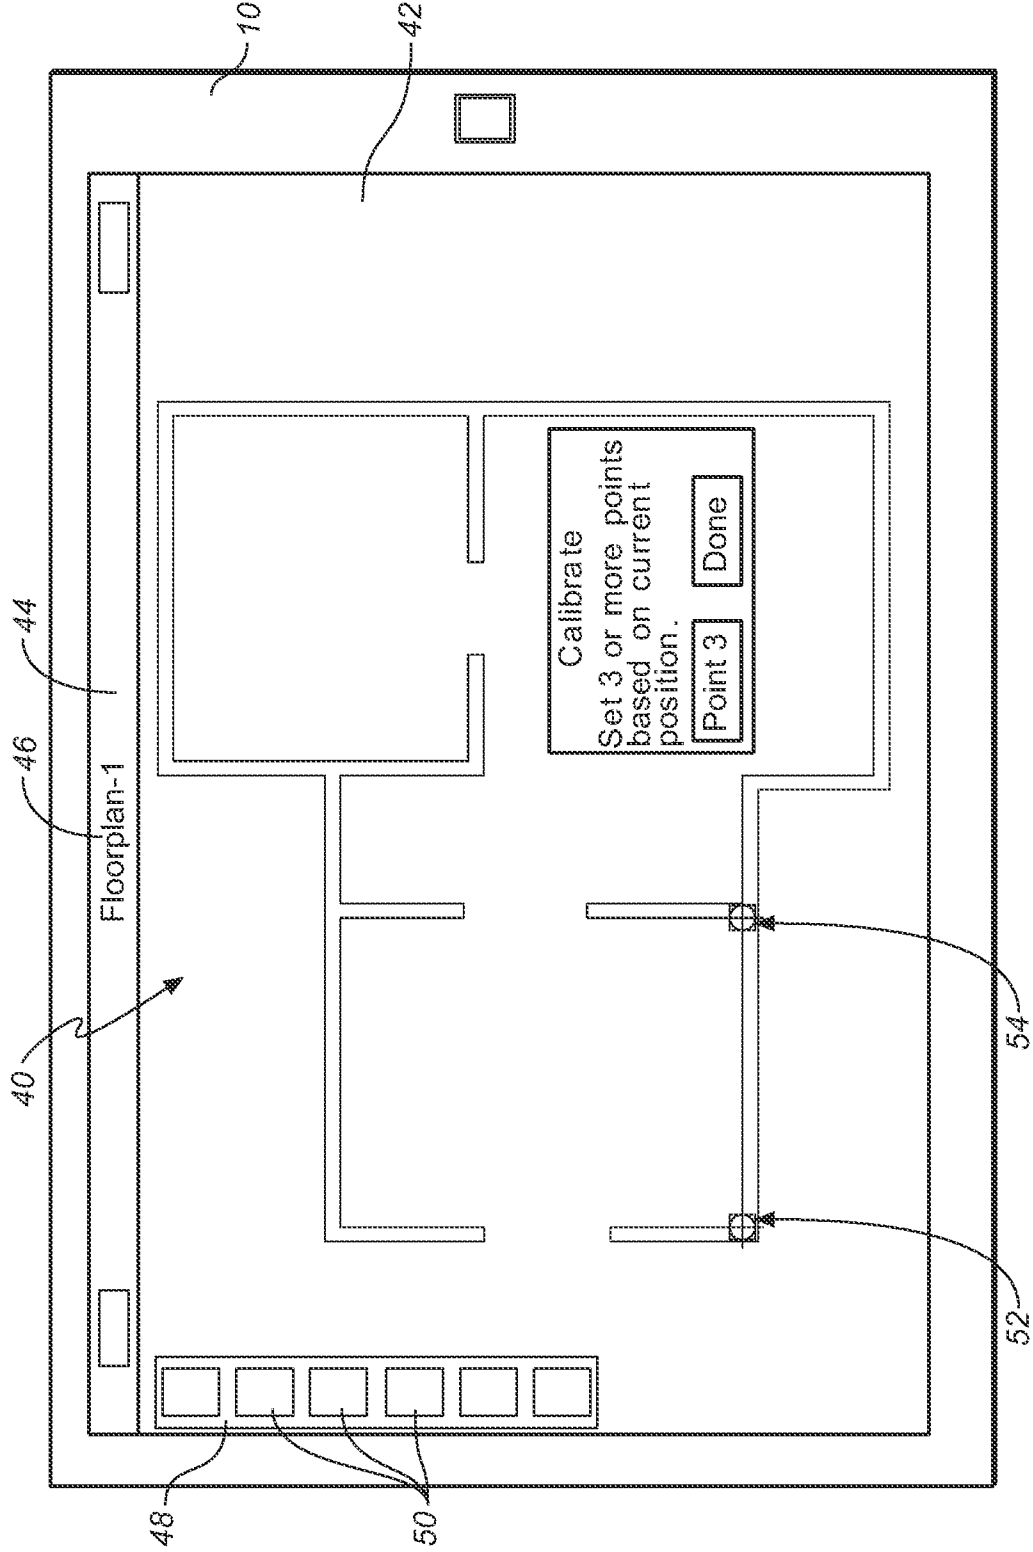 40
46
44
10
42
Floorplan-1
Calibrate
Set 3 or more points
based on current
position.
Point 3
Done
48
50
52
54